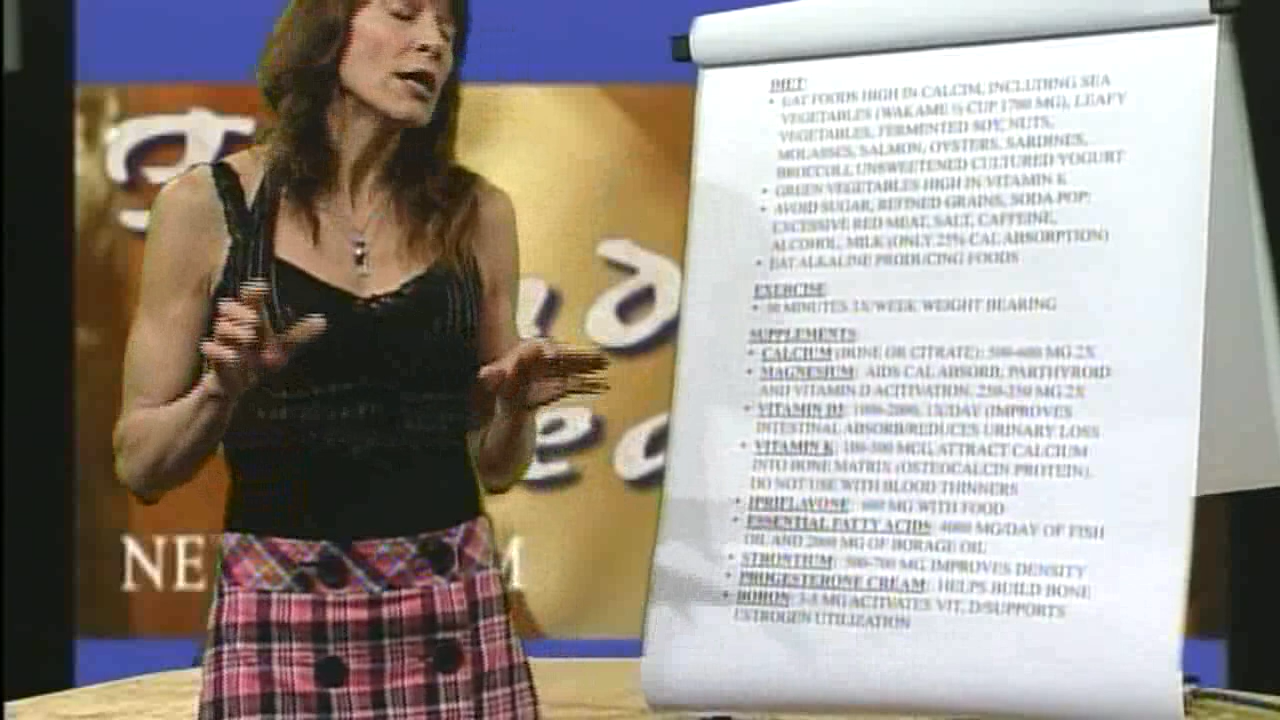 DIET:
• EAT FOODS HIGH IN CALCIM, INCLUDING SEA
VEGETABLES (WAKAME ½ CUP 1700 MG), LEAFY
VEGETABLES, FERMENTED SOY, NUTS,
MOLASSES, SALMON, OYSTERS, SARDINES,
BROCCOLI, UNSWEETENED CULTURED YOGURT
• GREEN VEGETABLES HIGH IN VITAMIN K
• AVOID SUGAR, REFINED GRAINS, SODA POP,
EXCESSIVE RED MEAT, SALT, CAFFEINE,
ALCOHOL, MILK (ONLY 25% CAL ABSORPTION)
• EAT ALKALINE PRODUCING FOODS
EXERCISE:
• 30 MINUTES 3X/WEEK WEIGHT BEARING
SUPPLEMENTS:
• CALCIUM (BONE OR CITRATE): 500-600 MG 2X
• MAGNESIUM: AIDS CAL ABSORB, PARTHYROID
AND VITAMIN D ACITIVATION, 250-350 MG 2X
• VITAMIN D3: 1000-2000, 1X/DAY (IMPROVES
INTESTINAL ABSORB/REDUCES URINARY LOSS
• VITAMIN K: MCG, ATTRACT CALCIUM
INTO BONE MATRIX (OSTEOCALCIN PROTEIN).
DO NOT USE WITH BLOOD THINNERS
• IPRIFLAVONE: 600 MG WITH FOOD
• ESSENTIAL FATTY ACIDS: 4000 MG/DAY OF FISH
OIL AND 2000 MG OF BORAGE OIL
• STRONTIUM: 500-700 MG IMPROVES DENSITY
• PROGESTERONE CREAM: HELPS BUILD BONE
• BORON: 3-5 MG ACTIVATES VIT. D/SUPPORTS
ESTROGEN UTILIZATION
NE M